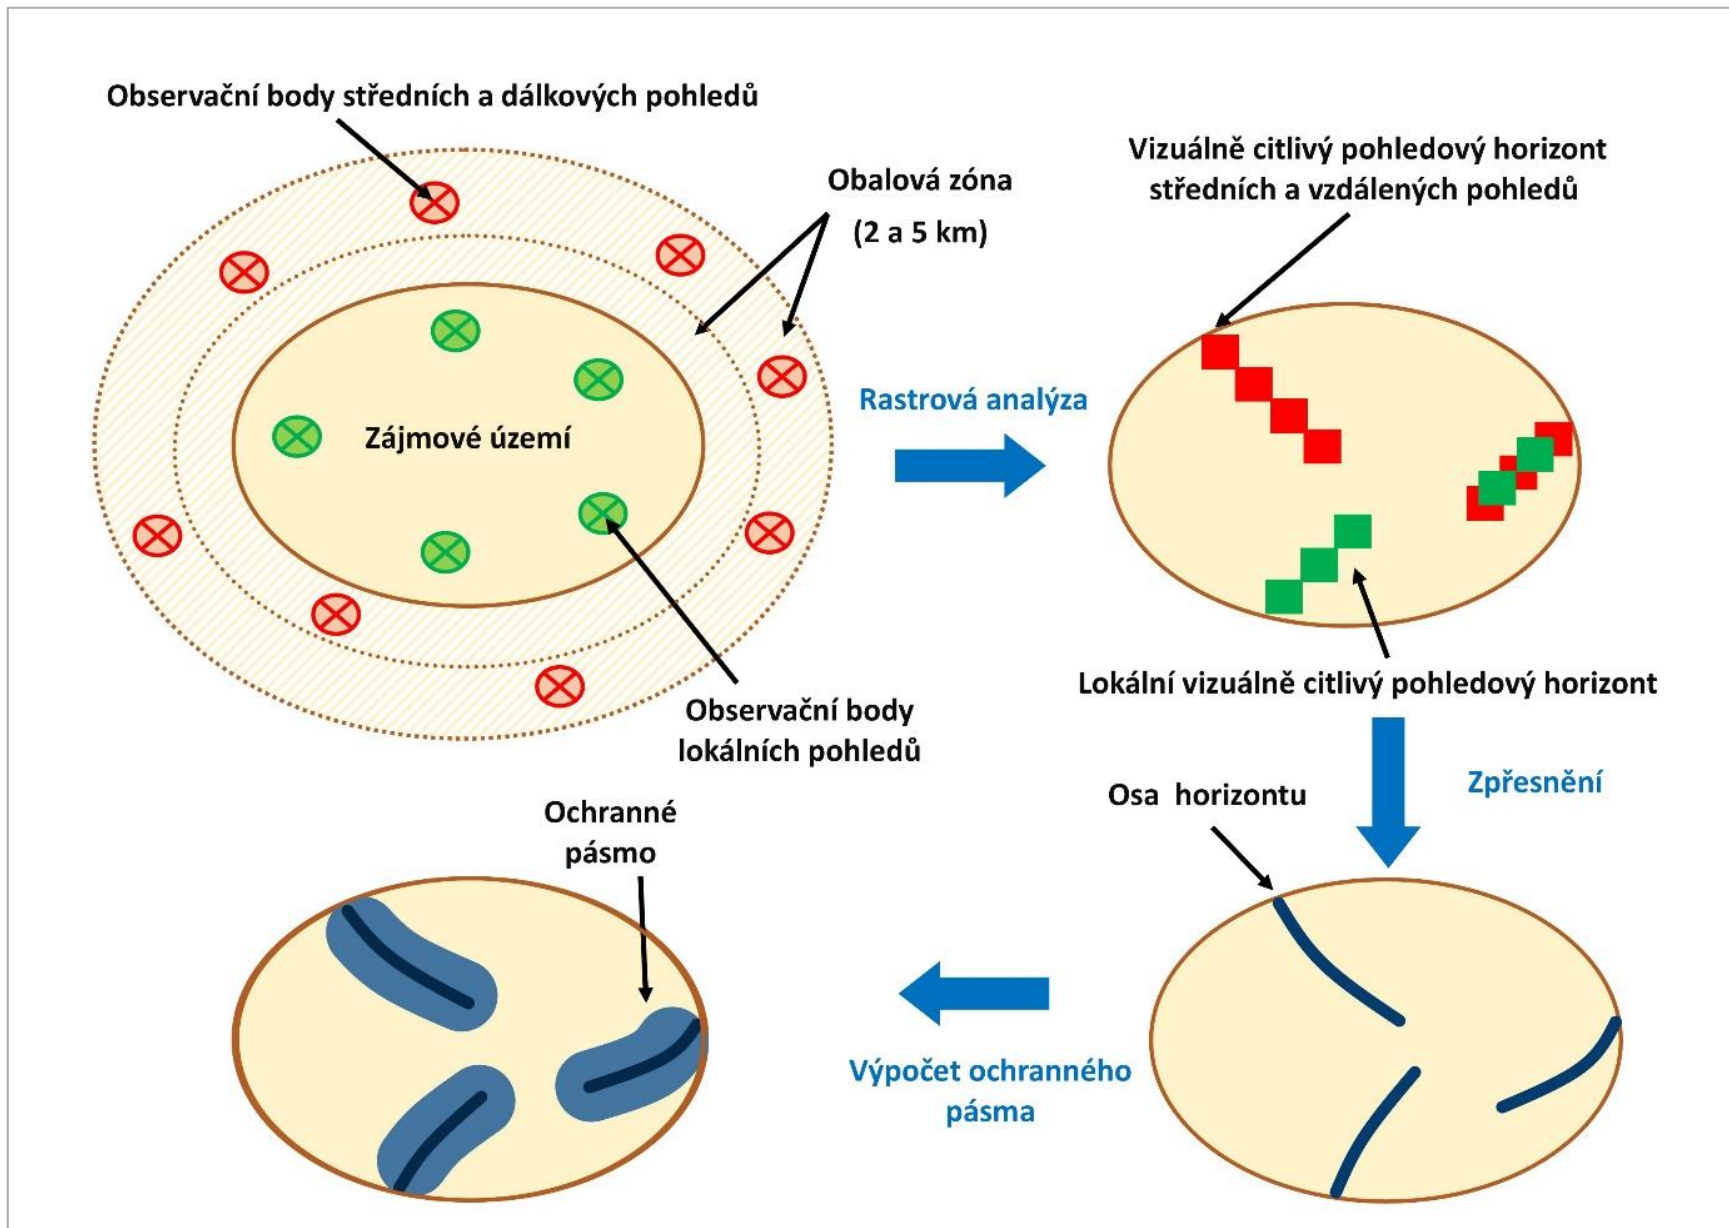 Observační body středních a dálkových pohledů
Obalová zóna
(2 a 5 km)
Vizuálně citlivý pohledový horizont
středních a vzdálených pohledů
Rastrová analýza
Zájmové území
Lokální vizuálně citlivý pohledový horizont
Observační body
lokálních pohledů
Zpřesnění
Osa horizontu
Ochranné
pásmo
Výpočet ochranného
pásma